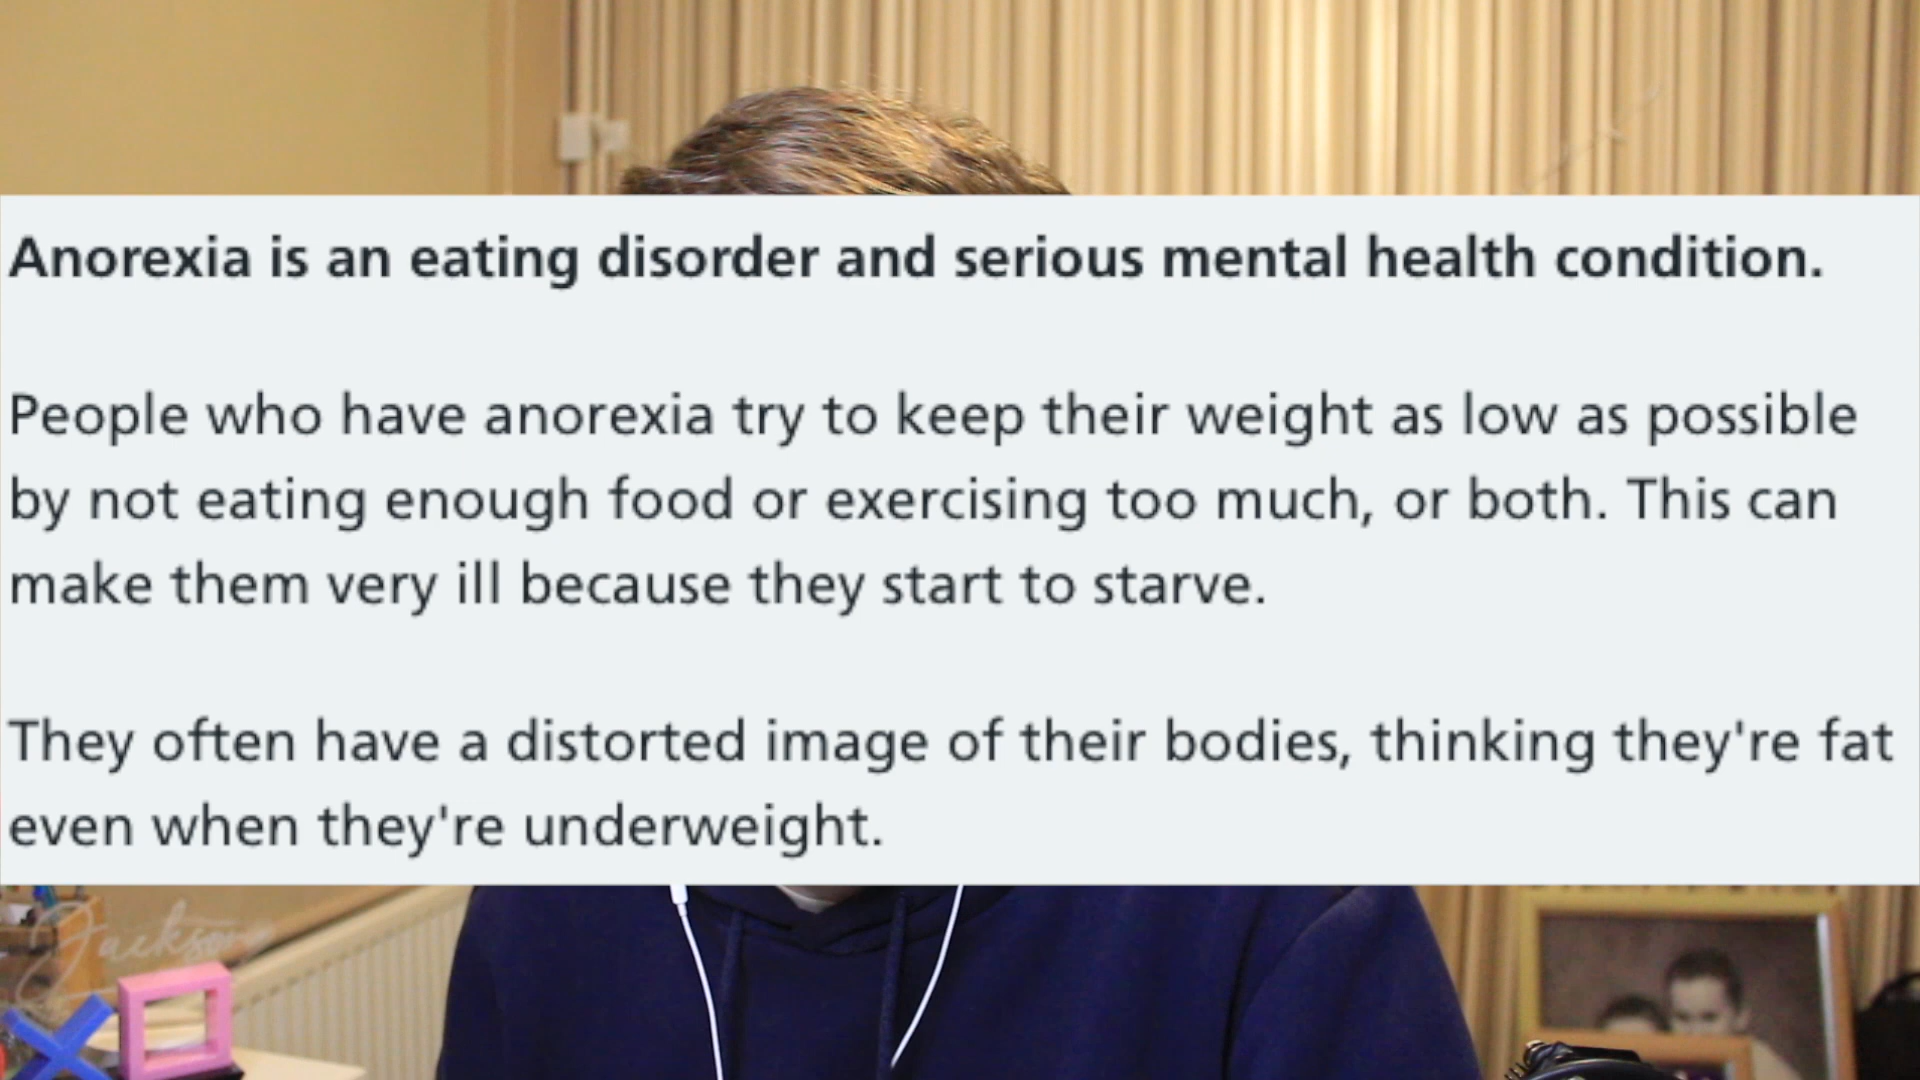 Anorexia is an eating disorder and serious mental health condition.
People who have anorexia try to keep their weight as low as possible
by not eating enough food or exercising too much, or both. This can
make them very ill because they start to starve.
They often have a distorted image of their bodies, thinking they're fat
even when they're underweight.
Jackson